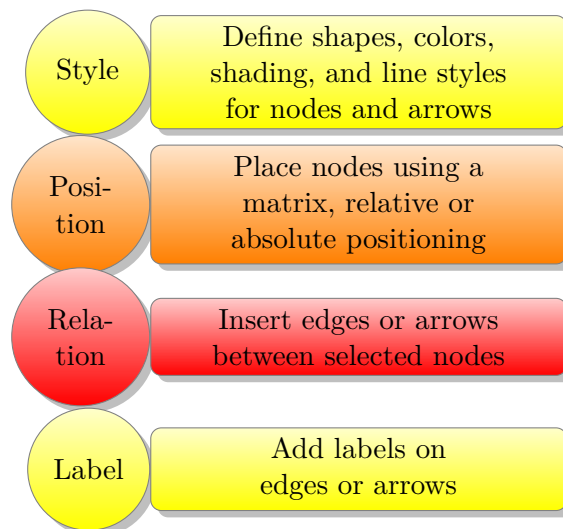 Style
Define shapes, colors,
shading, and line styles
for nodes and arrows
Posi-
tion
Place nodes using a
matrix, relative or
absolute positioning
Rela-
tion
Insert edges or arrows
between selected nodes
Label
Add labels on
edges or arrows